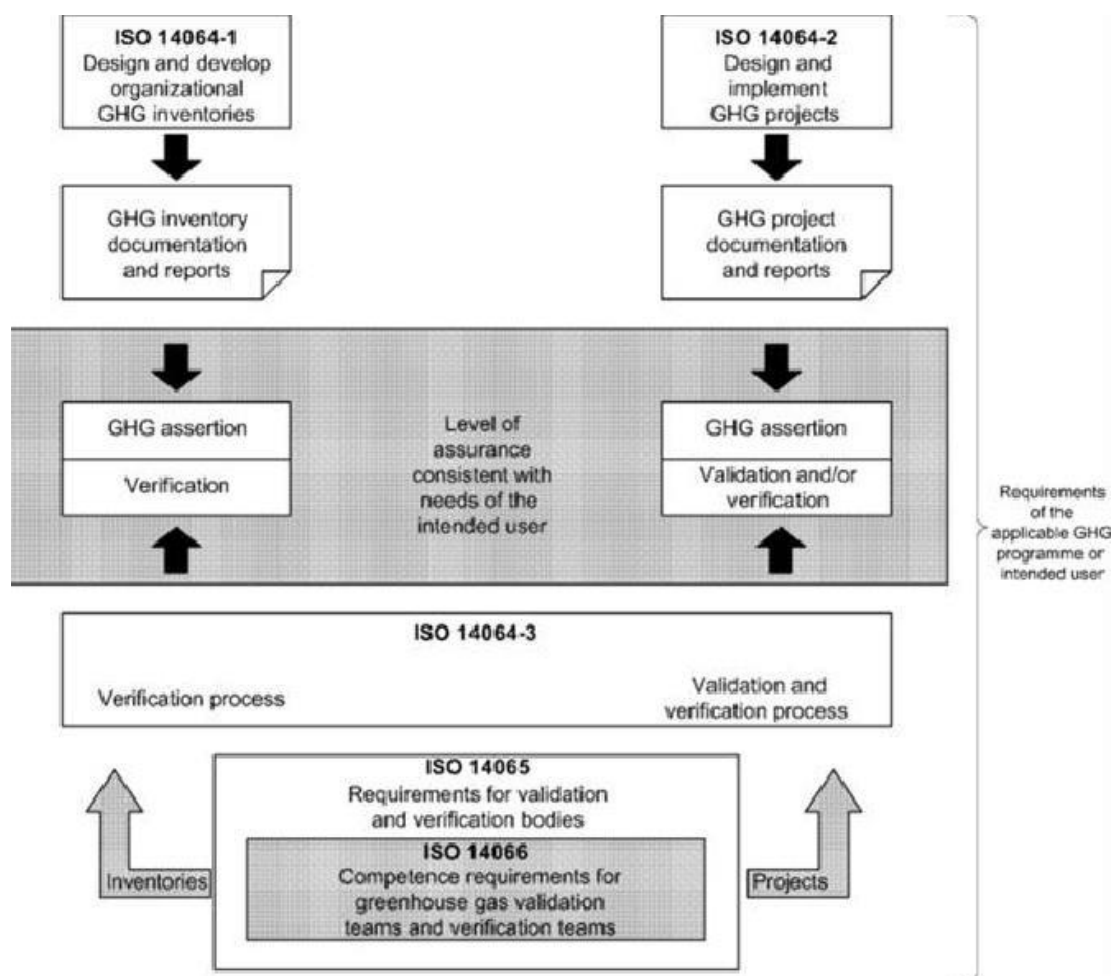 ISO 14064-1
Design and develop
organizational
GHG inventories
ISO 14064-2
Design and
implement
GHG projects
GHG inventory
documentation
and reports
GHG project
documentation
and reports
GHG assertion
Verification
Level of
assurance
consistent with
needs of the
intended user
GHG assertion
Validation and/or
verification
Requirements
of the
applicable GHG
programme or
intended user
ISO 14064-3
Verification process
Validation and
verification process
ISO 14065
Requirements for validation
and verification bodies
ISO 14066
Competence requirements for
greenhouse gas validation
teams and verification teams
Inventories
Projects